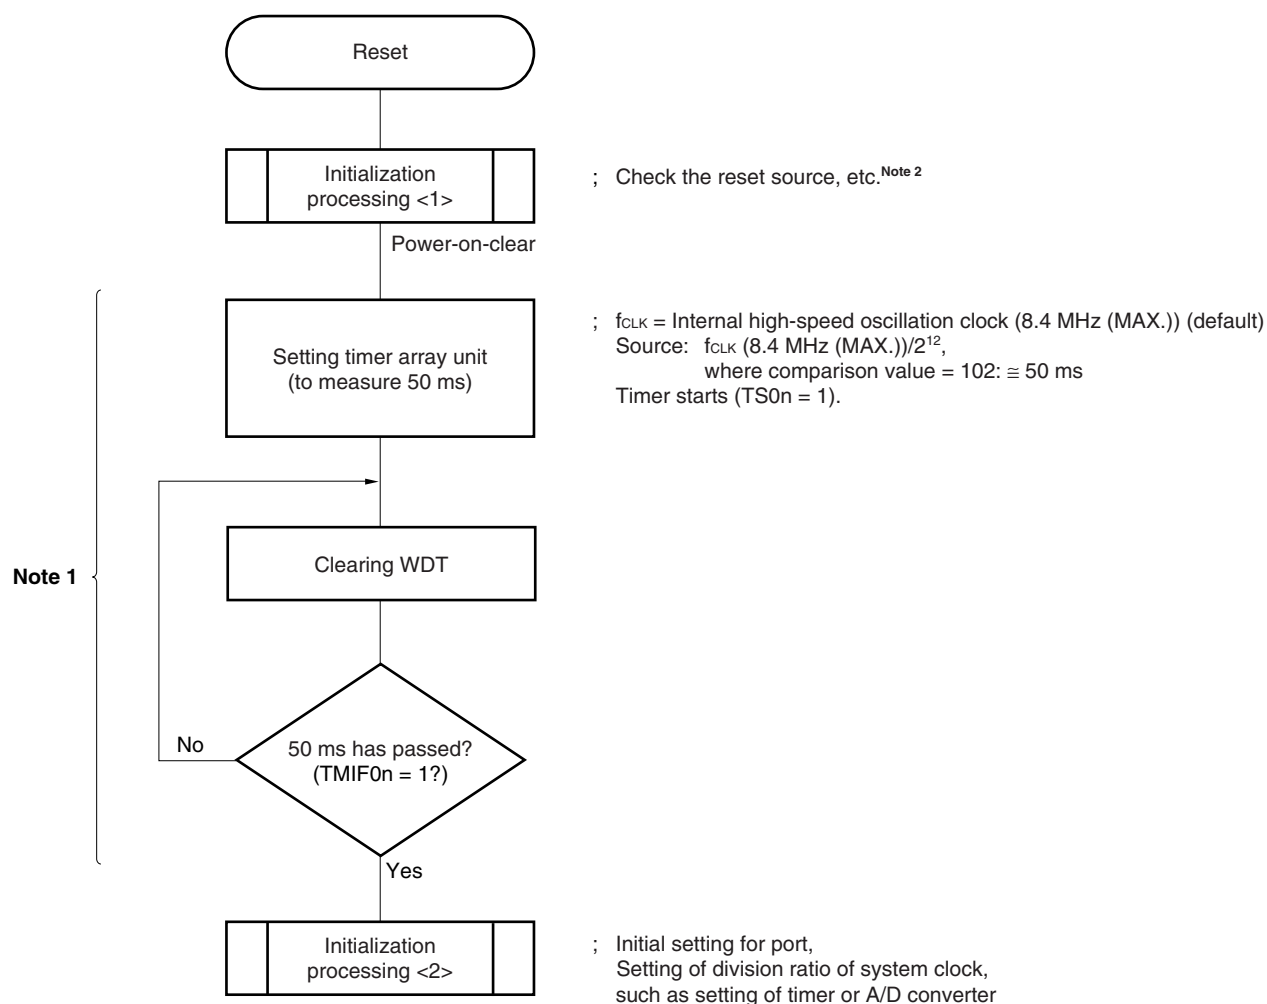 Reset
Initialization
processing <1>
; Check the reset source, etc.Note 2
Power-on-clear
Setting timer array unit
(to measure 50 ms)
; fCLK = Internal high-speed oscillation clock (8.4 MHz (MAX.)) (default)
Source: fCLK (8.4 MHz (MAX.))/2^12,
where comparison value = 102: ≅ 50 ms
Timer starts (TS0n = 1).
Note 1
Clearing WDT
No
50 ms has passed?
(TMIF0n = 1?)
Yes
Initialization
processing <2>
; Initial setting for port,
Setting of division ratio of system clock,
such as setting of timer or A/D converter